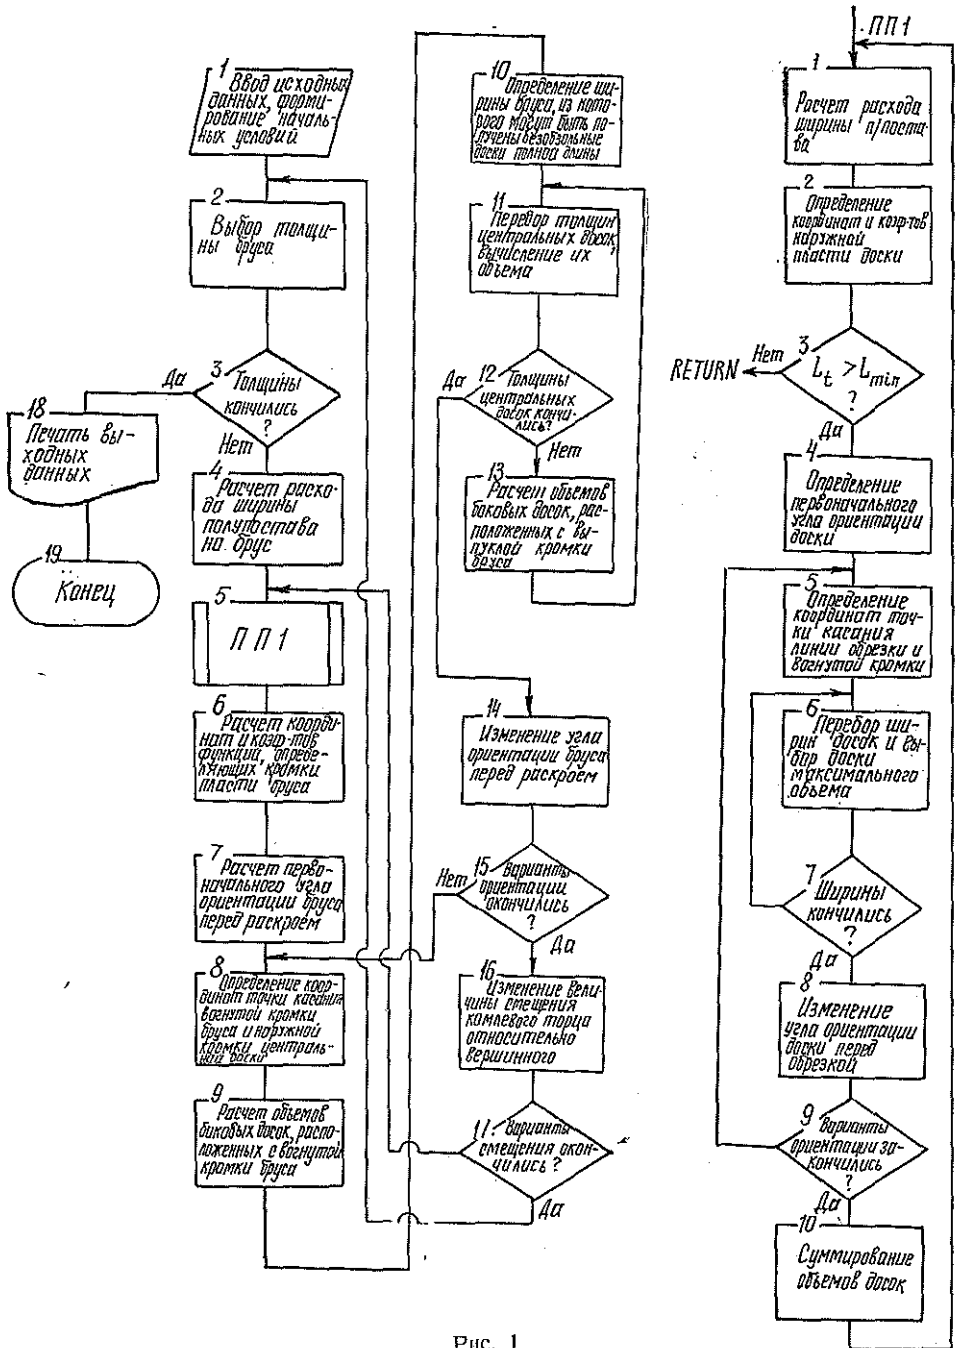 1
Ввод исходных
данных, форми-
рование началь-
ных условий
2
Выбор толщи-
ны бруса
3
Толщины
кончились
?
Да
Нет
18
Печать вы-
ходных
данных
19
Конец
4
Расчет расхо-
да ширины
полупостава
на брус
5
ПП1
6
Расчет коорди-
нат и коэф-тов
функций, опреде-
ляющих кромки
пласти бруса
7
Расчет перво-
начального угла
ориентации бруса
перед раскроем
8
Определение коор-
динат точки касания
вогнутой кромки
бруса и наружной
кромки централь-
ной доски
9
Расчет объемов
боковых досок, распо-
ложенных с вогнутой
кромки бруса
10
Определение ши-
рины бруса, из кото-
рого могут быть по-
лучены безобзольные
доски полной длины
11
Перебор толщин
центральных досок,
вычисление их
объема
12
Толщины
центральных
досок кончи-
лись?
Да
Нет
13
Расчет объемов
боковых досок, рас-
положенных с вы-
пуклой кромки
бруса
14
Изменение угла
ориентации бруса
перед раскроем
15
Варианты
ориентации
окончились
?
Нет
Да
16
Изменение вели-
чины смещения
комлевого торца
относительно
вершинного
17
Варианты
смещения окон-
чились?
Да
ПП1
1
Расчет расхода
ширины п/поста-
ва
2
Определение
координат и коэф-тов
наружной
пласти доски
3
Lt > Lmin
?
Нет
RETURN
Да
4
Определение
первоначального
угла ориентации
доски
5
Определение
координат точ-
ки касания
линии обрезки и
вогнутой кромки
6
Перебор ши-
рин досок и вы-
бор доски
максимального
объема
7
Ширины
кончились
?
Да
8
Изменение
угла ориентации
доски перед
обрезкой
9
Варианты
ориентации за-
кончились
?
Да
10
Суммирование
объемов досок
Рис. 1